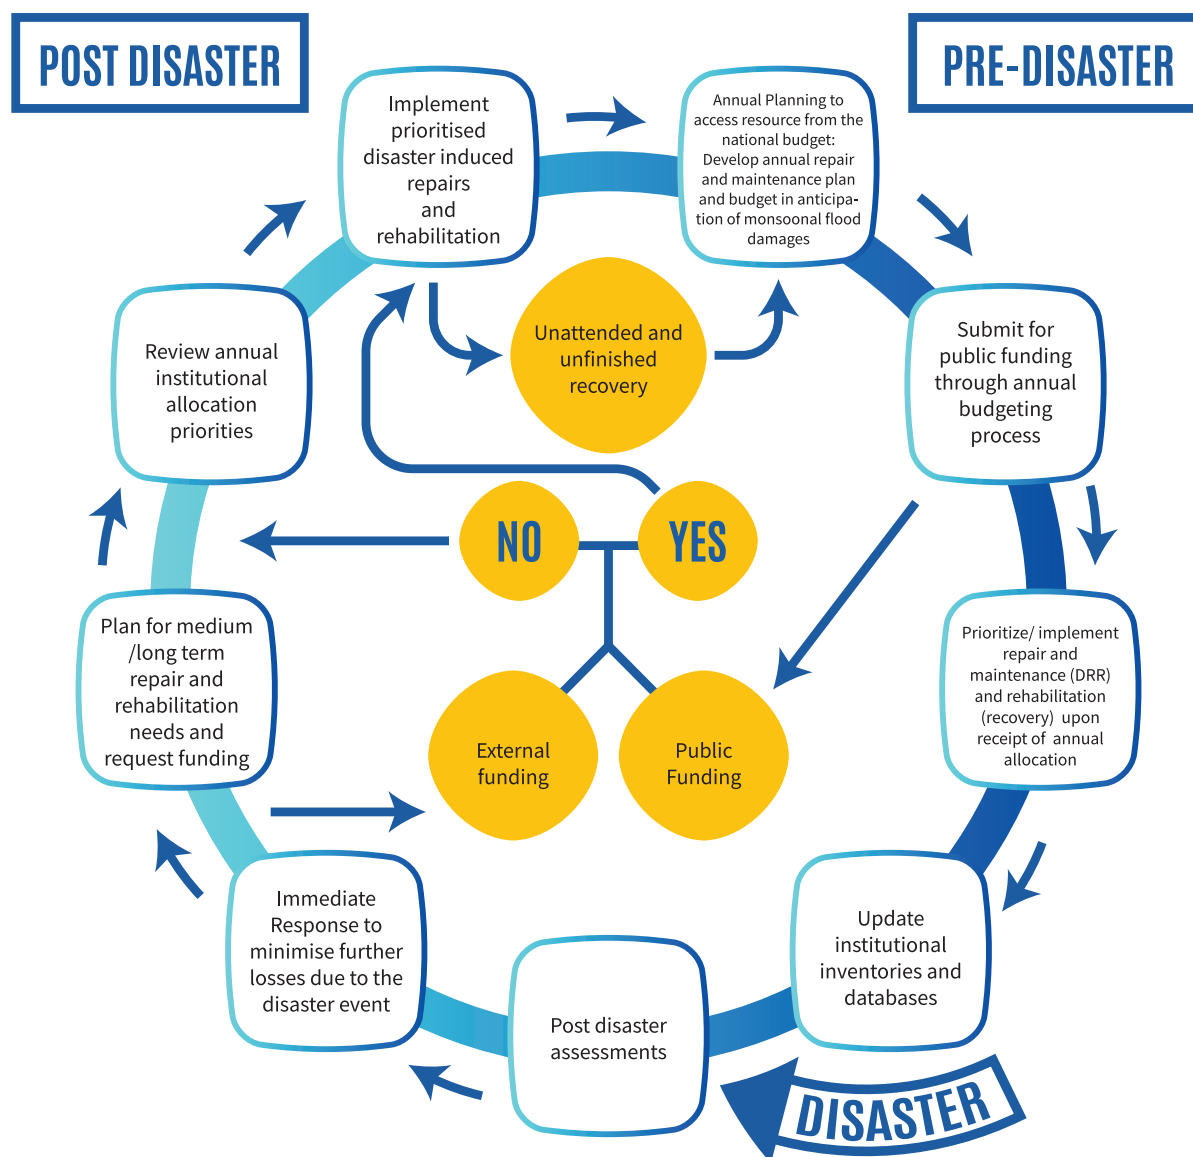 POST DISASTER
PRE-DISASTER
Implement
prioritised
disaster induced
repairs
and
rehabilitation
Annual Planning to
access resource from the
national budget:
Develop annual repair
and maintenance plan
and budget in anticipa-
tion of monsoonal flood
damages
Submit for
public funding
through annual
budgeting
process
Prioritize/ implement
repair and
maintenance (DRR)
and rehabilitation
(recovery) upon
receipt of annual
allocation
Update
institutional
inventories and
databases
DISASTER
Post disaster
assessments
Immediate
Response to
minimise further
losses due to the
disaster event
Plan for medium
/long term
repair and
rehabilitation
needs and
request funding
Review annual
institutional
allocation
priorities
Unattended and
unfinished
recovery
NO
YES
External
funding
Public
Funding